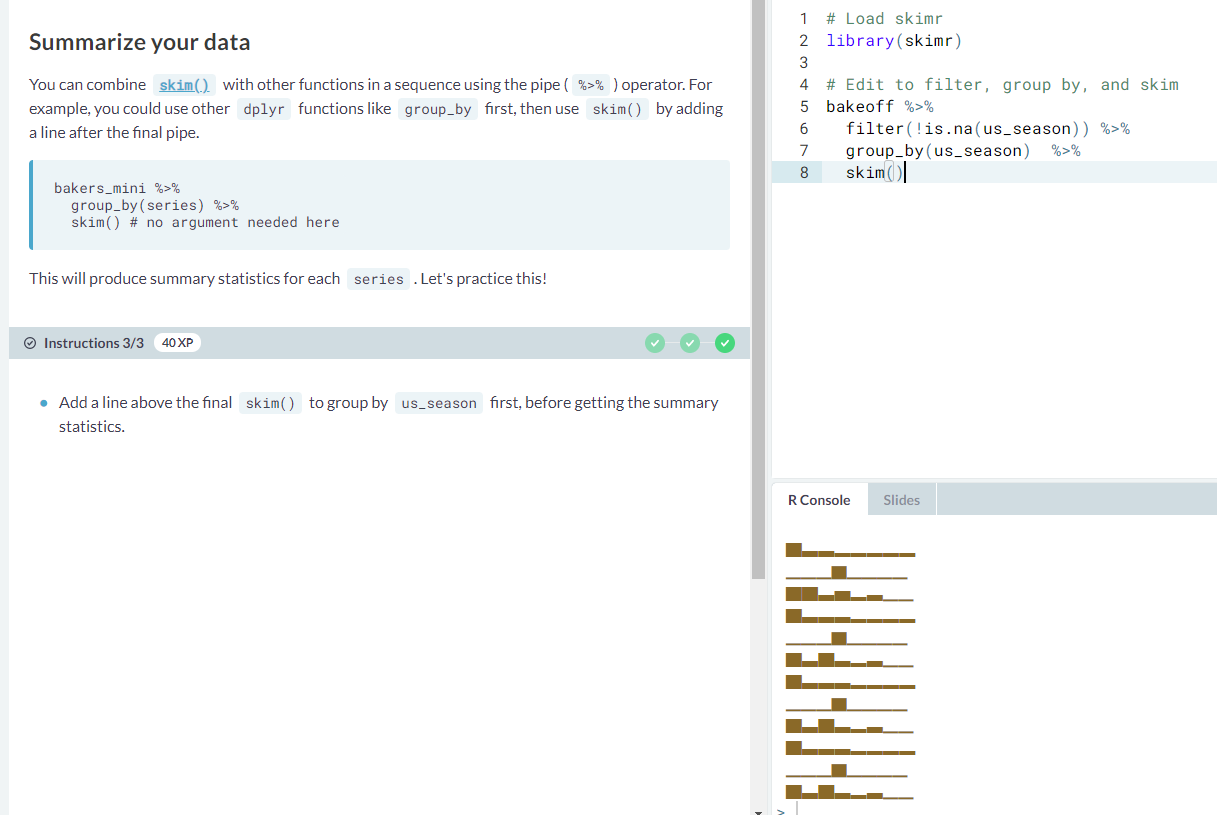 Summarize your data
You can combine skim() with other functions in a sequence using the pipe ( %>% ) operator. For
example, you could use other dplyr functions like group_by first, then use skim() by adding
a line after the final pipe.
bakers_mini %>%
  group_by(series) %>%
  skim() # no argument needed here
This will produce summary statistics for each series . Let's practice this!
Instructions 3/3 40 XP
Add a line above the final skim() to group by us_season first, before getting the summary
statistics.
1 # Load skimr
2 library(skimr)
3
4 # Edit to filter, group by, and skim
5 bakeoff %>%
6   filter(!is.na(us_season)) %>%
7   group_by(us_season)  %>%
8   skim()
R Console Slides
>